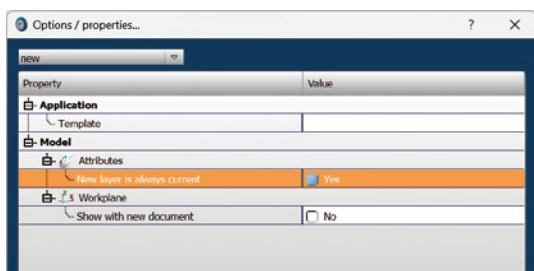 Options / properties...
new
Property Value
Application
Template
Model
Attributes
New layer is always current Yes
Workplane
Show with new document No